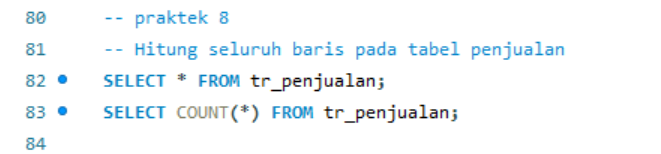 80 -- praktek 8
81 -- Hitung seluruh baris pada tabel penjualan
82 SELECT * FROM tr_penjualan;
83 SELECT COUNT(*) FROM tr_penjualan;
84